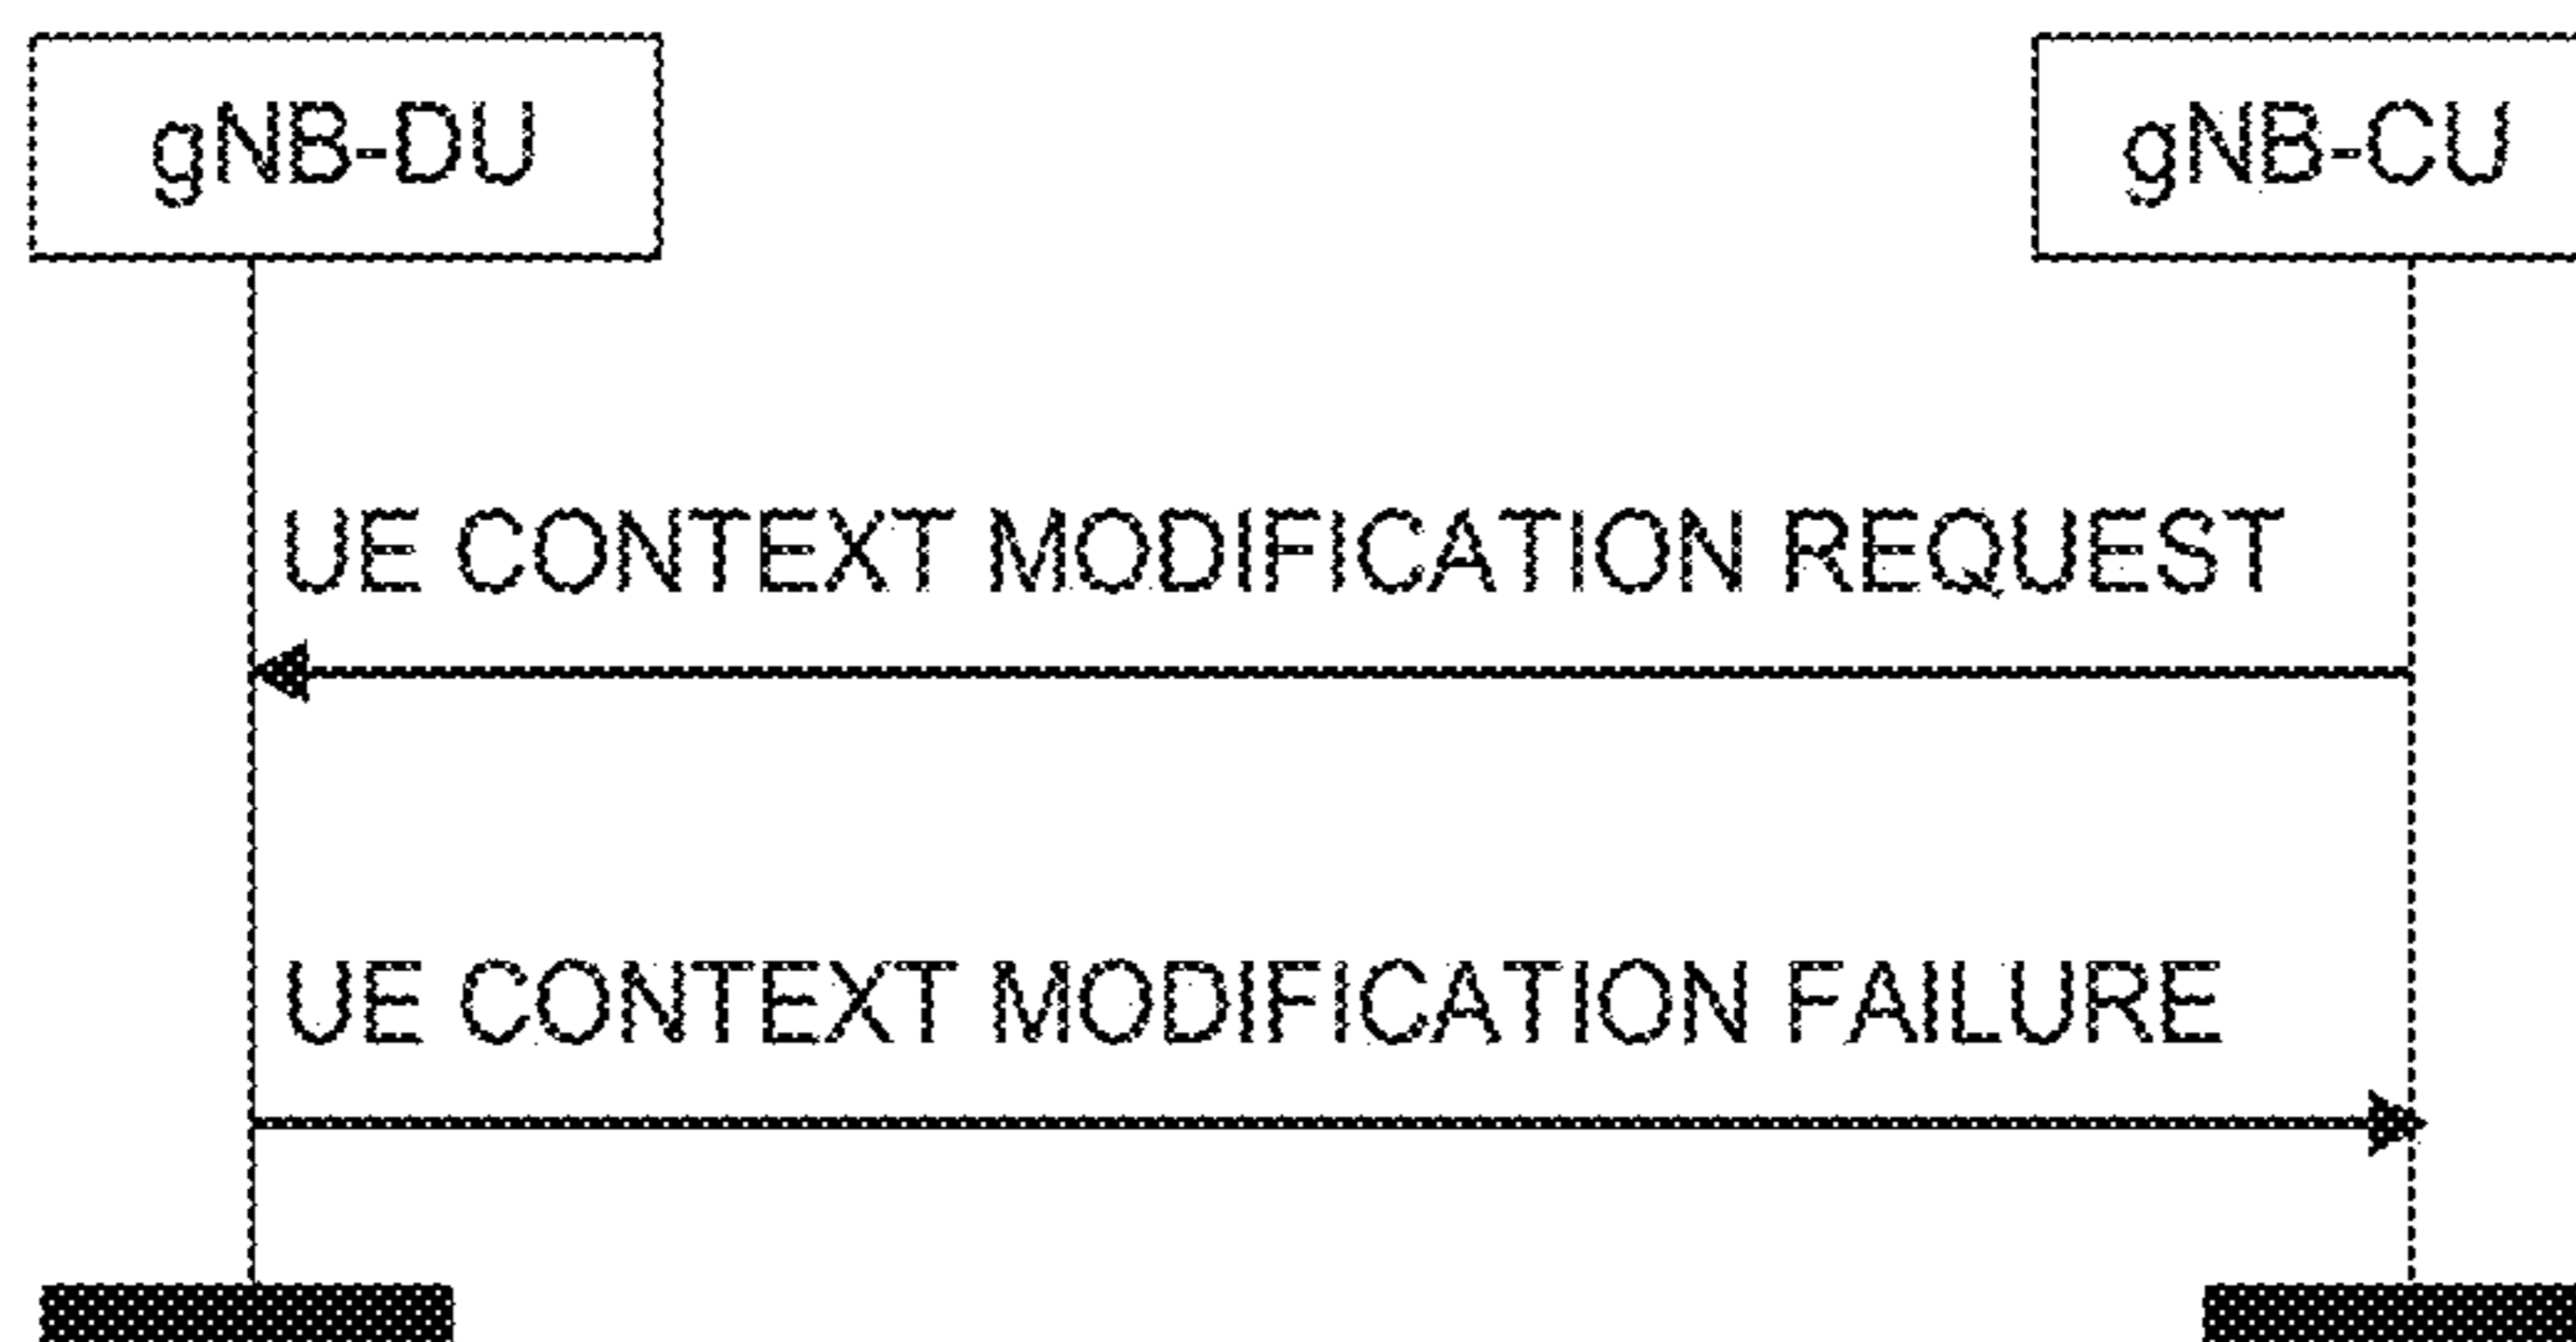 gNB-DU
gNB-CU
UE CONTEXT MODIFICATION REQUEST
UE CONTEXT MODIFICATION FAILURE